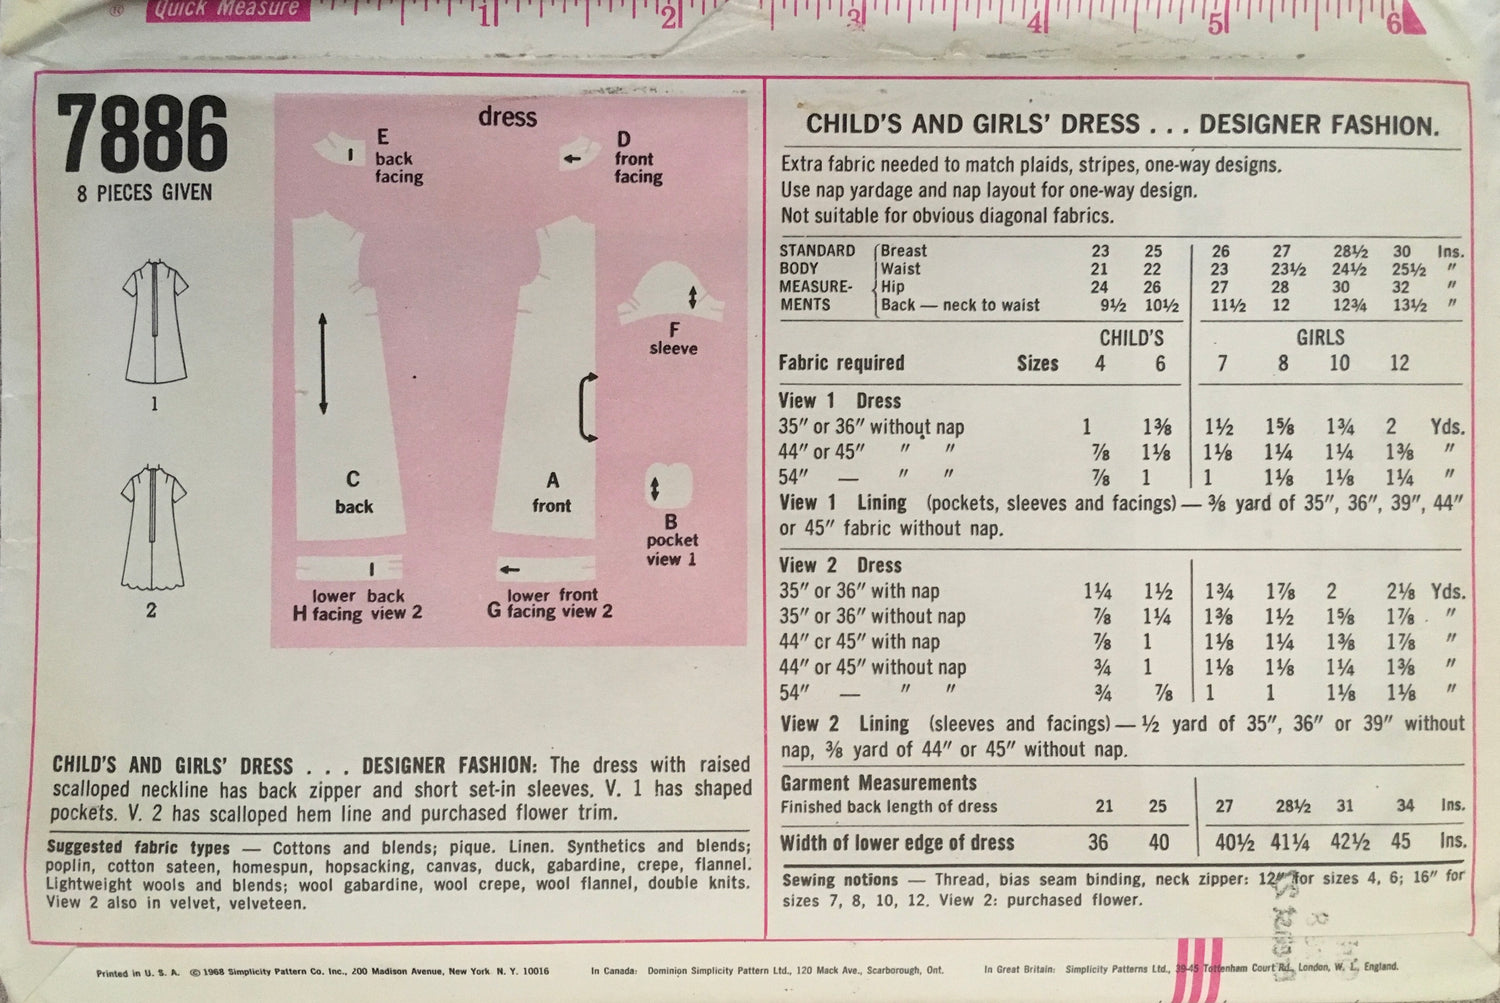 ® Quick Measure 1 2 3 4 5 6
7886
8 PIECES GIVEN
1
2
dress
E
back
facing
D
front
facing
F
sleeve
C
back
A
front
B
pocket
view 1
lower back
H facing view 2
lower front
G facing view 2
CHILD'S AND GIRLS' DRESS . . . DESIGNER FASHION: The dress with raised
scalloped neckline has back zipper and short set-in sleeves. V. 1 has shaped
pockets. V. 2 has scalloped hem line and purchased flower trim.
Suggested fabric types — Cottons and blends; pique. Linen. Synthetics and blends;
poplin, cotton sateen, homespun, hopsacking, canvas, duck, gabardine, crepe, flannel.
Lightweight wools and blends; wool gabardine, wool crepe, wool flannel, double knits.
View 2 also in velvet, velveteen.
CHILD'S AND GIRLS' DRESS . . . DESIGNER FASHION.
Extra fabric needed to match plaids, stripes, one-way designs.
Use nap yardage and nap layout for one-way design.
Not suitable for obvious diagonal fabrics.
STANDARD Breast 23 25 26 27 28½ 30 Ins.
BODY Waist 21 22 23 23½ 24½ 25½ "
MEASURE- Hip 24 26 27 28 30 32 "
MENTS Back — neck to waist 9½ 10½ 11½ 12 12¾ 13½ "
CHILD'S GIRLS
Fabric required Sizes 4 6 7 8 10 12
View 1 Dress
35" or 36" without nap 1 1⅜ 1½ 1⅝ 1¾ 2 Yds.
44" or 45" " " ⅞ 1⅛ 1⅛ 1¼ 1¼ 1⅜ "
54" — " " ⅞ 1 1 1⅛ 1⅛ 1¼ "
View 1 Lining (pockets, sleeves and facings) — ⅜ yard of 35", 36", 39", 44"
or 45" fabric without nap.
View 2 Dress
35" or 36" with nap 1¼ 1½ 1¾ 1⅞ 2 2⅛ Yds.
35" or 36" without nap ⅞ 1¼ 1⅜ 1½ 1⅝ 1⅞ "
44" cr 45" with nap ⅞ 1 1⅛ 1¼ 1⅜ 1⅞ "
44" or 45" without nap ¾ 1 1⅛ 1⅛ 1¼ 1⅜ "
54" — " " ¾ ⅞ 1 1 1⅛ 1⅛ "
View 2 Lining (sleeves and facings) — ½ yard of 35", 36" or 39" without
nap, ⅜ yard of 44" or 45" without nap.
Garment Measurements
Finished back length of dress 21 25 27 28½ 31 34 Ins.
Width of lower edge of dress 36 40 40½ 41¼ 42½ 45 Ins.
Sewing notions — Thread, bias seam binding, neck zipper: 12" for sizes 4, 6; 16" for
sizes 7, 8, 10, 12. View 2: purchased flower.
Printed in U. S. A. © 1968 Simplicity Pattern Co. Inc., 200 Madison Avenue, New York N. Y. 10016 In Canada: Dominion Simplicity Pattern Ltd., 120 Mack Ave., Scarborough, Ont. In Great Britain: Simplicity Patterns Ltd., 39-45 Tottenham Court Rd., London, W. 1., England.